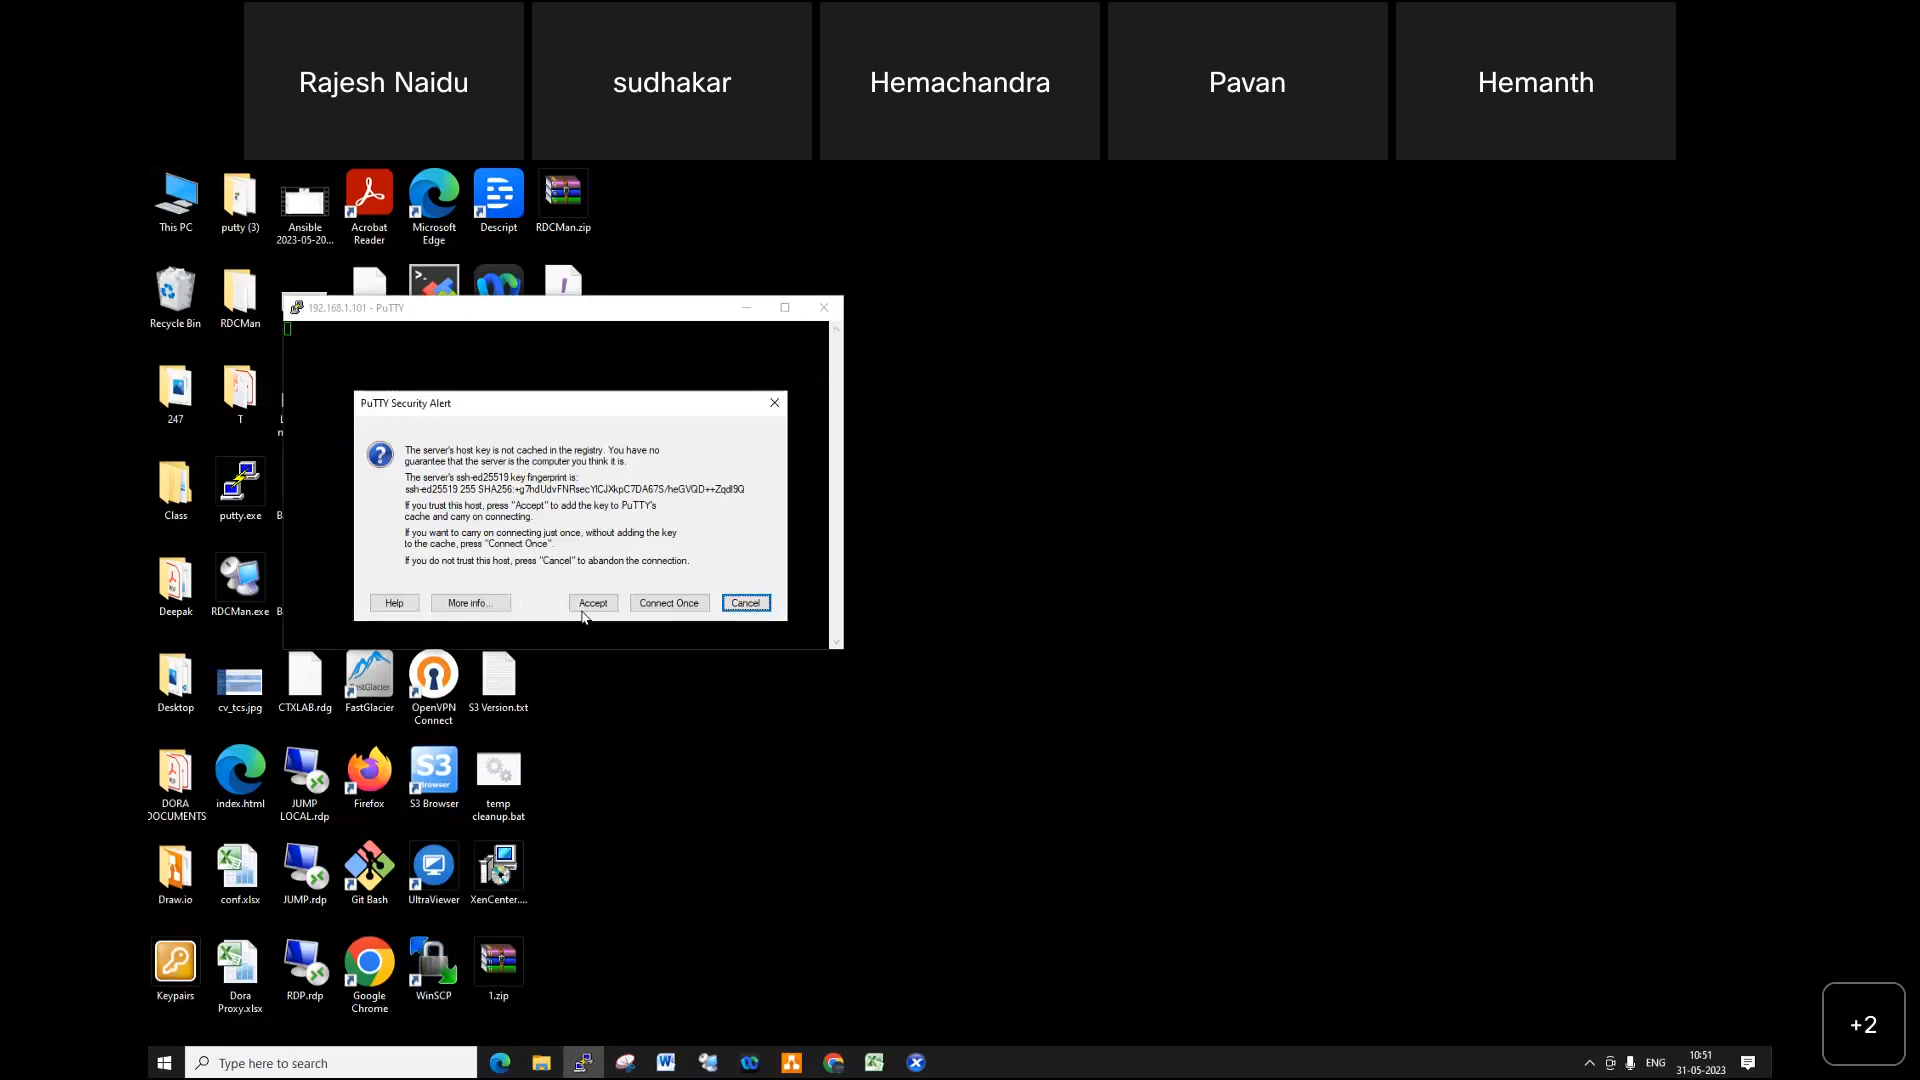 Rajesh Naidu
sudhakar
Hemachandra
Pavan
Hemanth
This PC
putty (3)
Ansible
2023-05-20...
Acrobat
Reader
Microsoft
Edge
Descript
RDCMan.zip
Recycle Bin
RDCMan
192.168.1.101 - PuTTY
247
T
PuTTY Security Alert
The server's host key is not cached in the registry. You have no
guarantee that the server is the computer you think it is.
The server's ssh-ed25519 key fingerprint is:
If you trust this host, press "Accept" to add the key to PuTTY's
cache and carry on connecting.
If you want to carry on connecting just once, without adding the key
to the cache, press "Connect Once".
If you do not trust this host, press "Cancel" to abandon the connection.
Help
More info...
Accept
Connect Once
Cancel
Class
putty.exe
B
Deepak
RDCMan.exe
B
Desktop
cv_tcs.jpg
CTXLAB.rdg
FastGlacier
FastGlacier
OpenVPN
Connect
S3 Version.txt
DORA
DOCUMENTS
index.html
JUMP
LOCAL.rdp
Firefox
S3
Browser
S3 Browser
temp
cleanup.bat
Draw.io
conf.xlsx
JUMP.rdp
Git Bash
UltraViewer
XenCenter....
Keypairs
Dora
Proxy.xlsx
RDP.rdp
Google
Chrome
WinSCP
1.zip
+2
Type here to search
ENG
10:51
31-05-2023